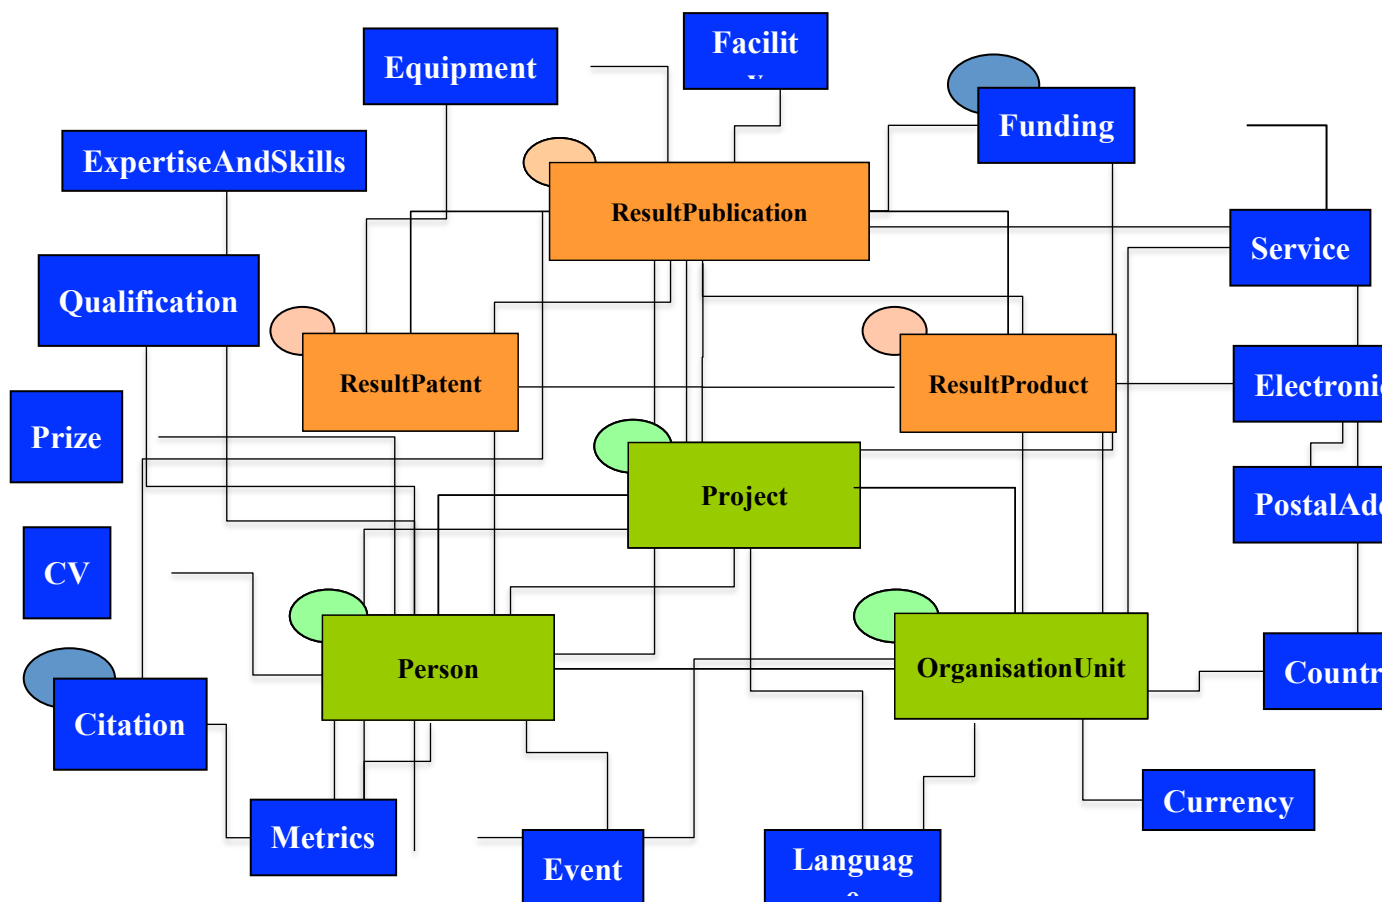 Facilit
y
Equipment
Funding
ExpertiseAndSkills
ResultPublication
Service
Qualification
ResultPatent
ResultProduct
Electronic
Prize
Project
PostalAdd
CV
Person
OrganisationUnit
Countr
Citation
Currency
Metrics
Event
Languag
e